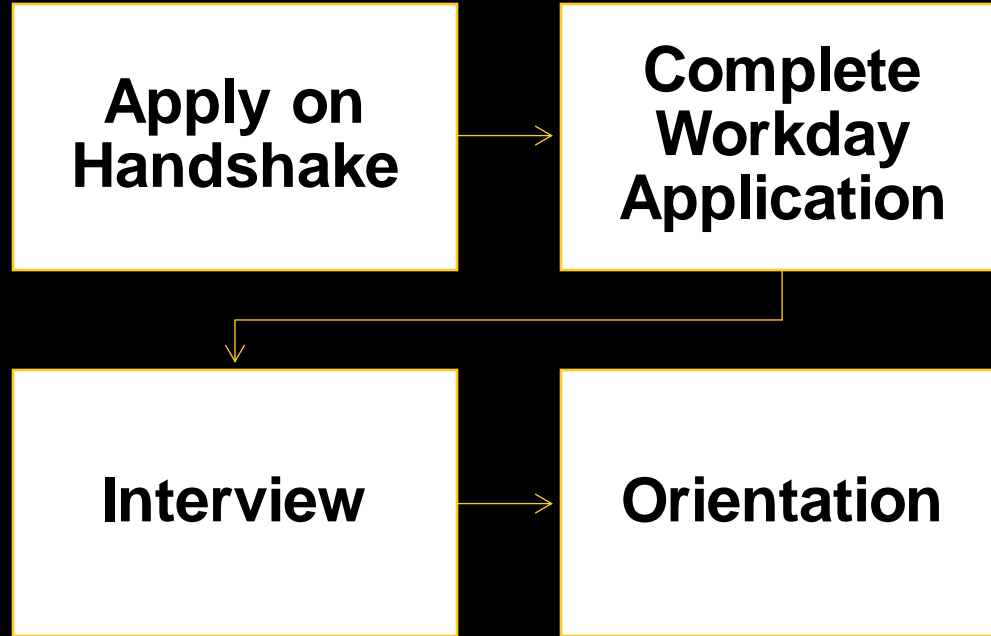 Apply on
Handshake
Complete
Workday
Application
Interview
Orientation